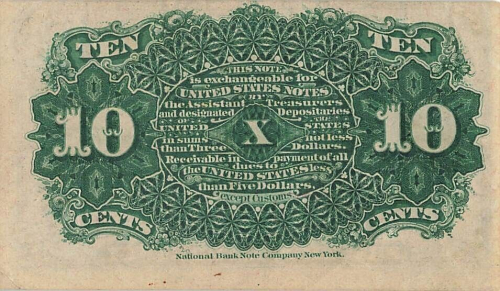 TEN TEN
THIS NOTE
is exchangeable for
UNITED STATES NOTES
BY
the Assistant Treasurers
and designated Depositaries
OF THE
UNITED STATES
10 X 10
in sums not less
than Three Dollars.
Receivable in payment of all
dues to
the UNITED STATES less
than Five Dollars.
except Customs
CENTS CENTS
National Bank Note Company New York.